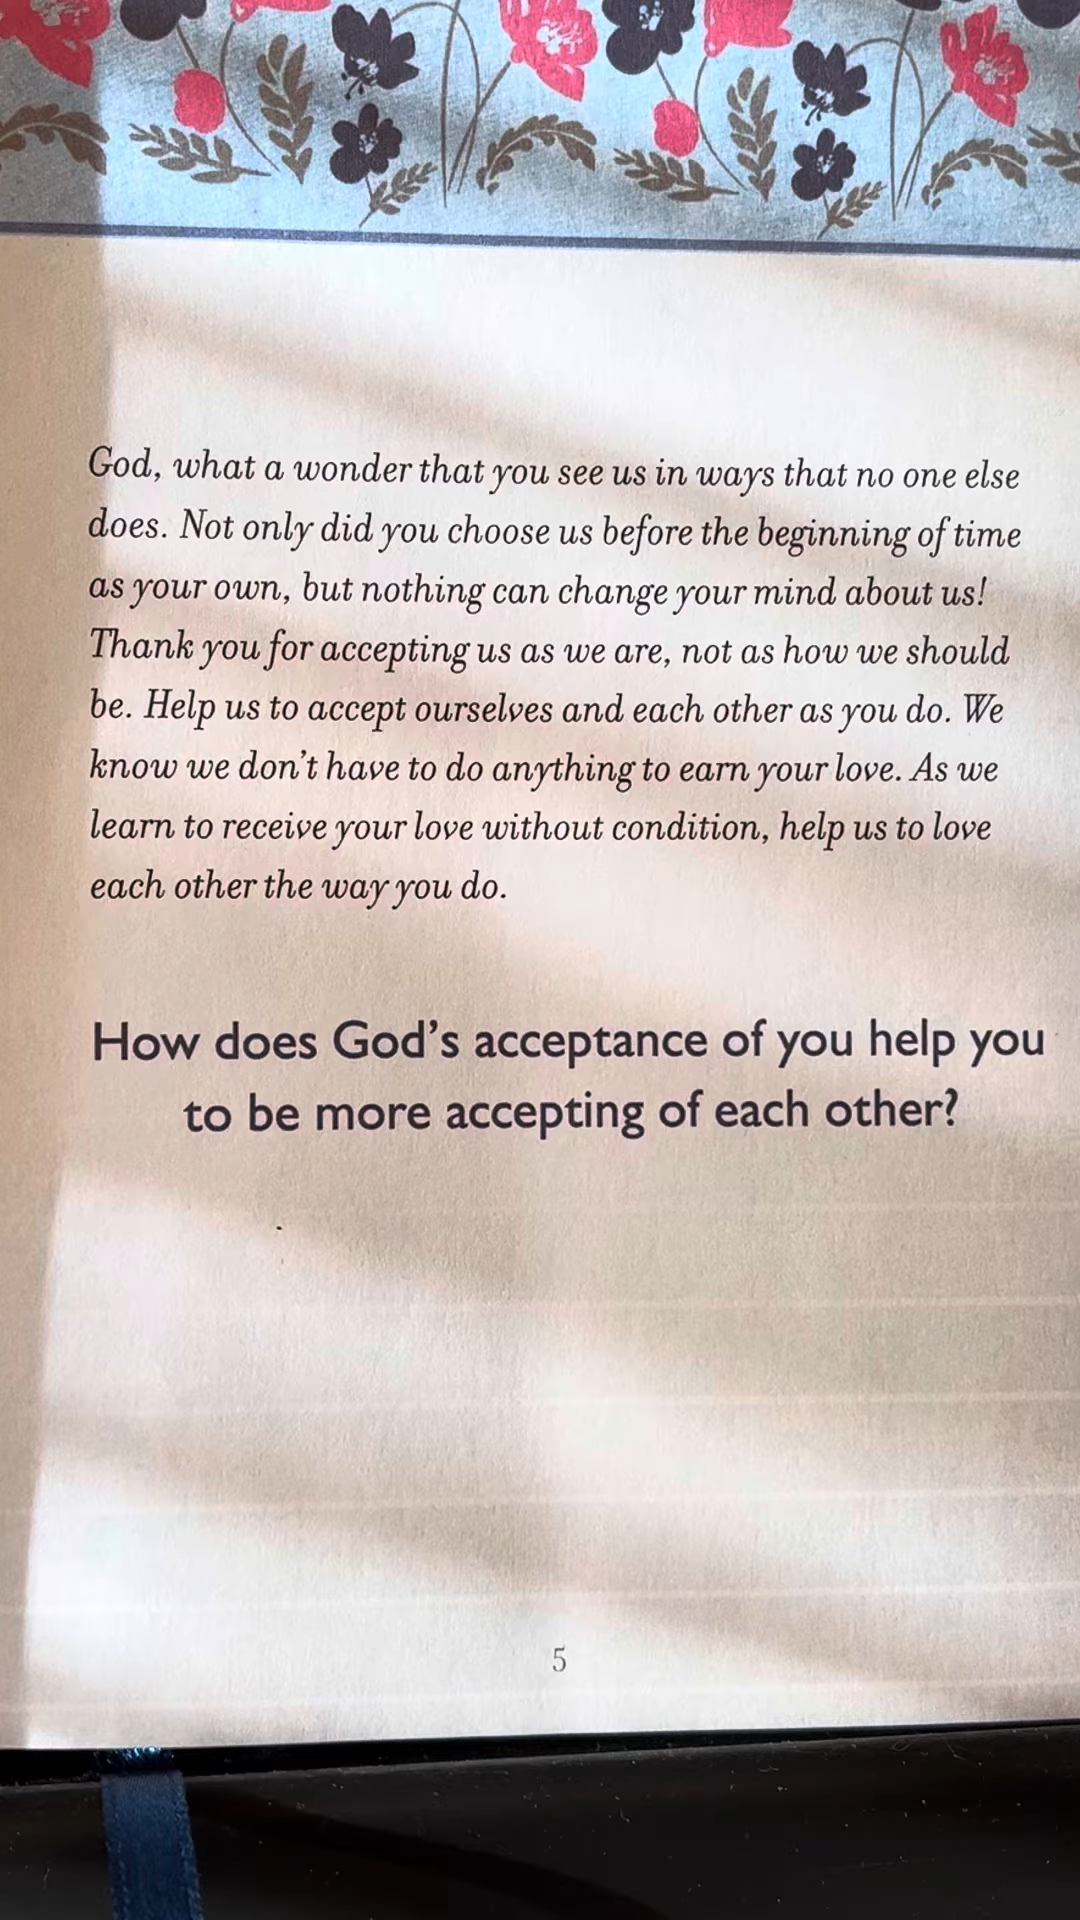 God, what a wonder that you see us in ways that no one else
does. Not only did you choose us before the beginning of time
as your own, but nothing can change your mind about us!
Thank you for accepting us as we are, not as how we should
be. Help us to accept ourselves and each other as you do. We
know we don't have to do anything to earn your love. As we
learn to receive your love without condition, help us to love
each other the way you do.
How does God's acceptance of you help you
to be more accepting of each other?
5